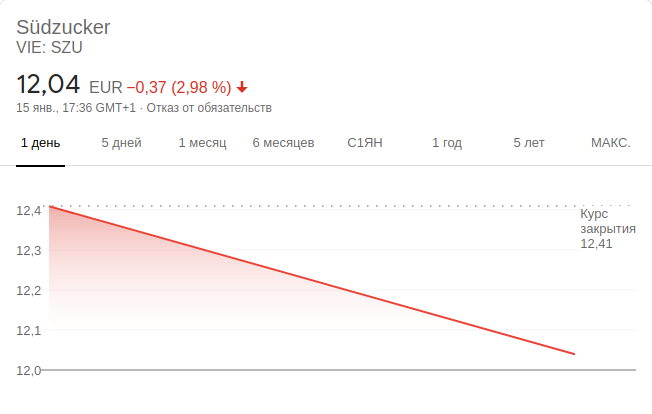 Südzucker
VIE: SZU
12,04 EUR −0,37 (2,98 %)
15 янв., 17:36 GMT+1 · Отказ от обязательств
1 день 5 дней 1 месяц 6 месяцев С1ЯН 1 год 5 лет МАКС.
12,4
Курс
закрытия
12,41
12,3
12,2
12,1
12,0